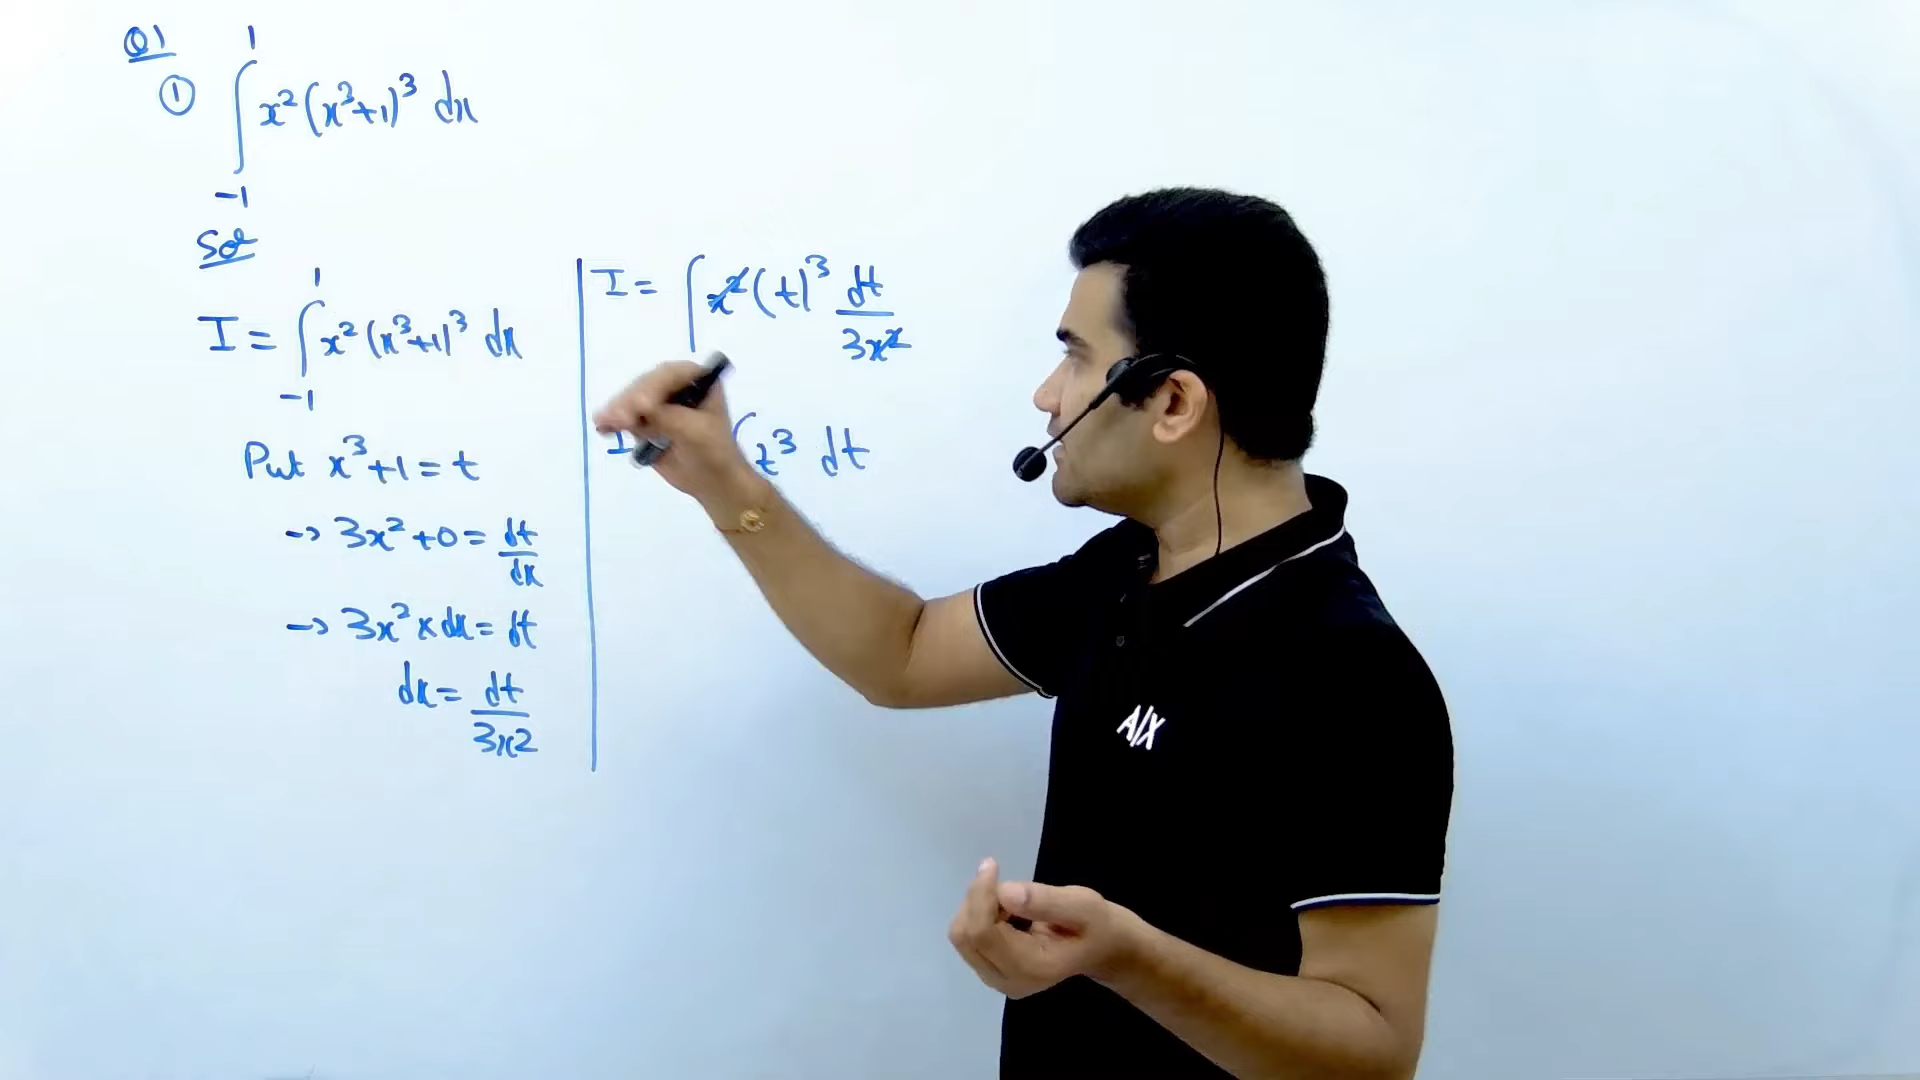 Q1
① ∫₋₁¹ x²(x³+1)³ dx
Sol
I = ∫₋₁¹ x²(x³+1)³ dx
Put x³+1 = t
→ 3x²+0 = dt/dx
→ 3x² × dx = dt
dx = dt/3x²
I = ∫ x²(t)³ dt/3x²
I ∫ t³ dt
A|X